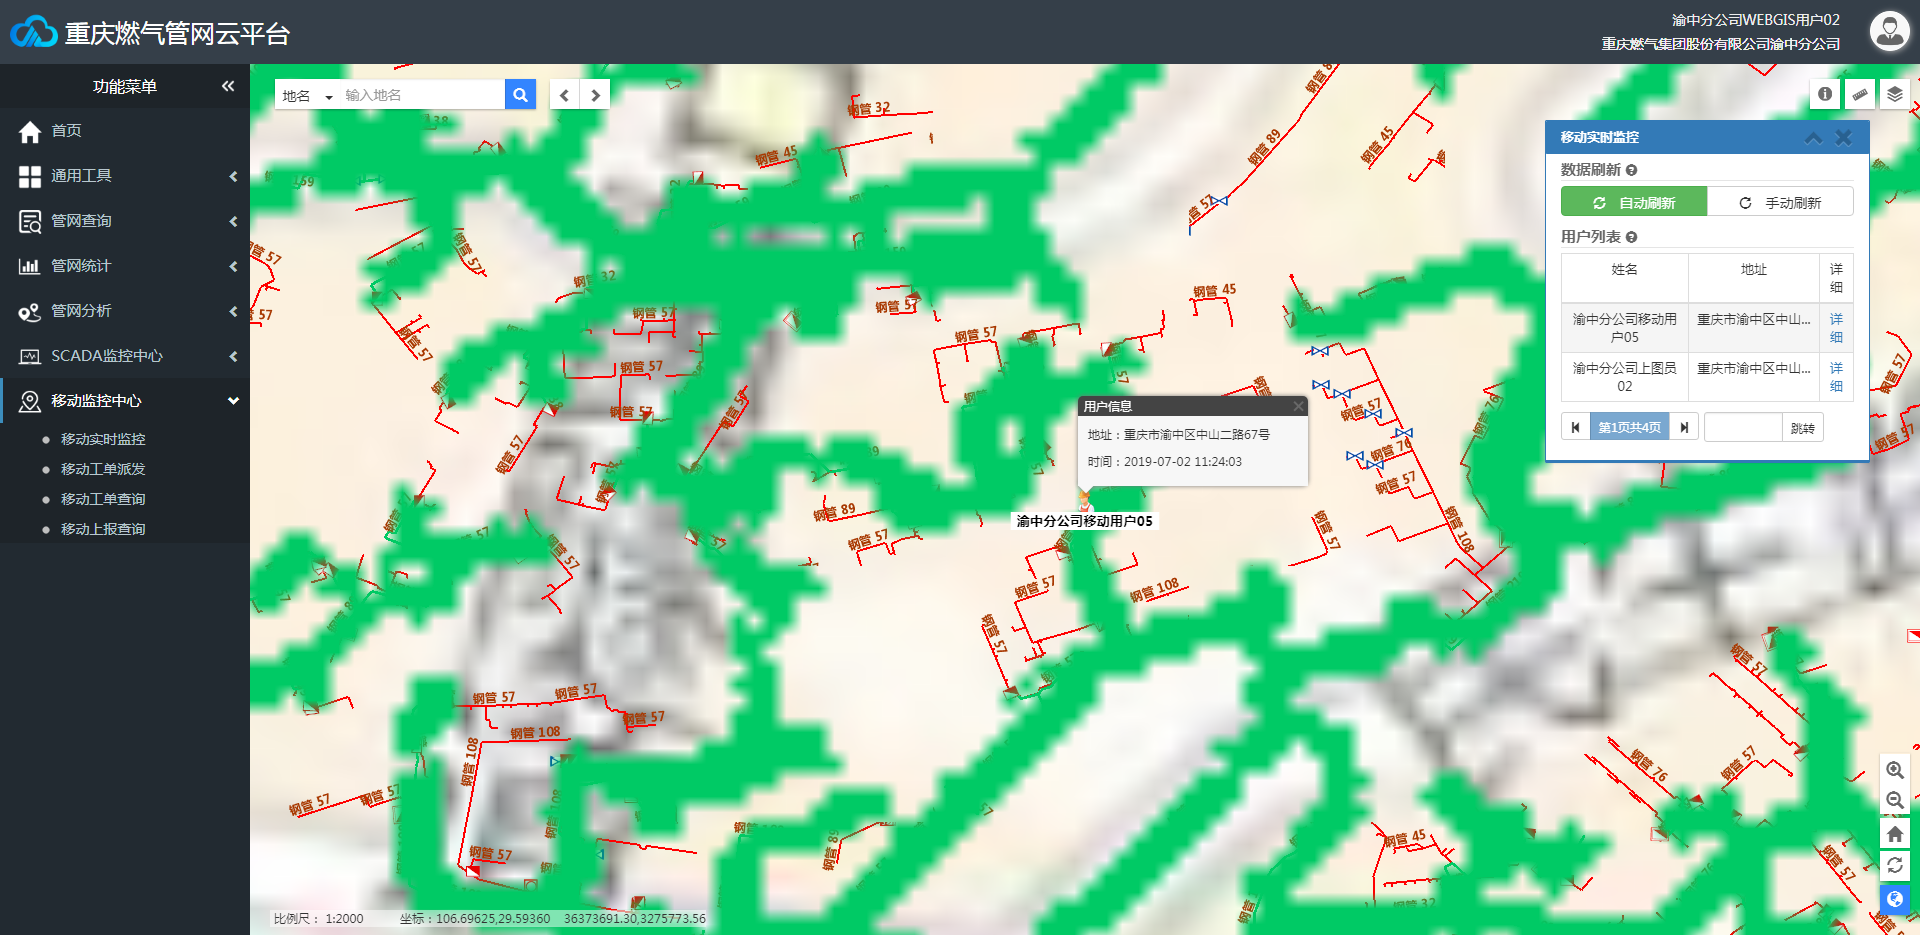 重庆燃气管网云平台
渝中分公司WEBGIS用户02
重庆燃气集团股份有限公司渝中分公司
功能菜单
首页
通用工具
管网查询
管网统计
管网分析
SCADA监控中心
移动监控中心
移动实时监控
移动工单派发
移动工单查询
移动上报查询
地名
输入地名
移动实时监控
数据刷新
自动刷新
手动刷新
用户列表
姓名
地址
详细
渝中分公司移动用户05
重庆市渝中区中山...
详细
渝中分公司上图员02
重庆市渝中区中山...
详细
第1页共4页
跳转
用户信息
地址：重庆市渝中区中山二路67号
时间：2019-07-02 11:24:03
渝中分公司移动用户05
钢管 32
钢管 45
钢管 89
钢管 45
钢管 57
钢管 57
钢管 32
钢管 57
钢管 57
钢管 57
钢管 57
钢管 45
钢管 57
钢管 57
钢管 57
钢管 76
钢管 57
钢管 108
钢管 57
钢管 89
钢管 57
钢管 57
钢管 57
钢管 108
钢管 57
钢管 57
钢管 57
钢管 57
钢管 57
钢管 108
钢管 108
钢管 57
钢管 57
钢管 57
钢管 57
钢管 76
钢管 57
钢管 45
钢管 57
比例尺： 1:2000
坐标：106.69625,29.59360
36373691.30,3275773.56